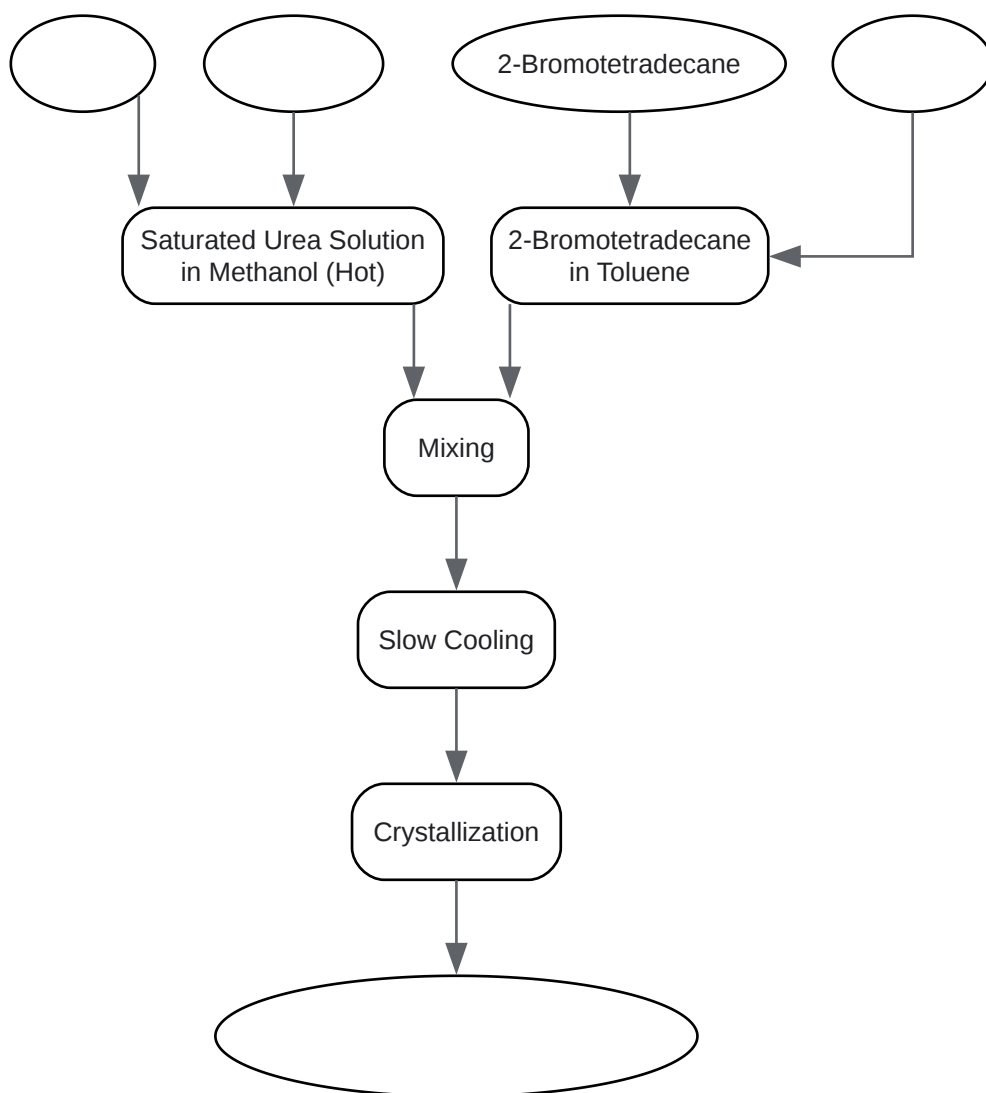 2-Bromotetradecane
Saturated Urea Solution
in Methanol (Hot)
2-Bromotetradecane
in Toluene
Mixing
Slow Cooling
Crystallization